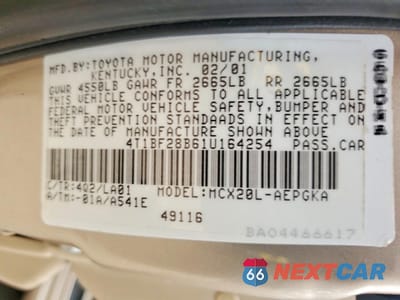 MFD.BY:TOYOTA MOTOR MANUFACTURING,
KENTUCKY,INC. 02/01
GVWR 4550LB GAWR FR 2665LB RR 2665LB
THIS VEHICLE CONFORMS TO ALL APPLICABLE
FEDERAL MOTOR VEHICLE SAFETY,BUMPER AND
THEFT PREVENTION STANDARDS IN EFFECT ON
THE DATE OF MANUFACTURE SHOWN ABOVE.
4T1BF28B61U164254 PASS.CAR
C/TR:4Q2/LA01 MODEL:MCX20L-AEPGKA
A/TM:-01A/A541E
49116
BA04466617
66 NEXTCAR